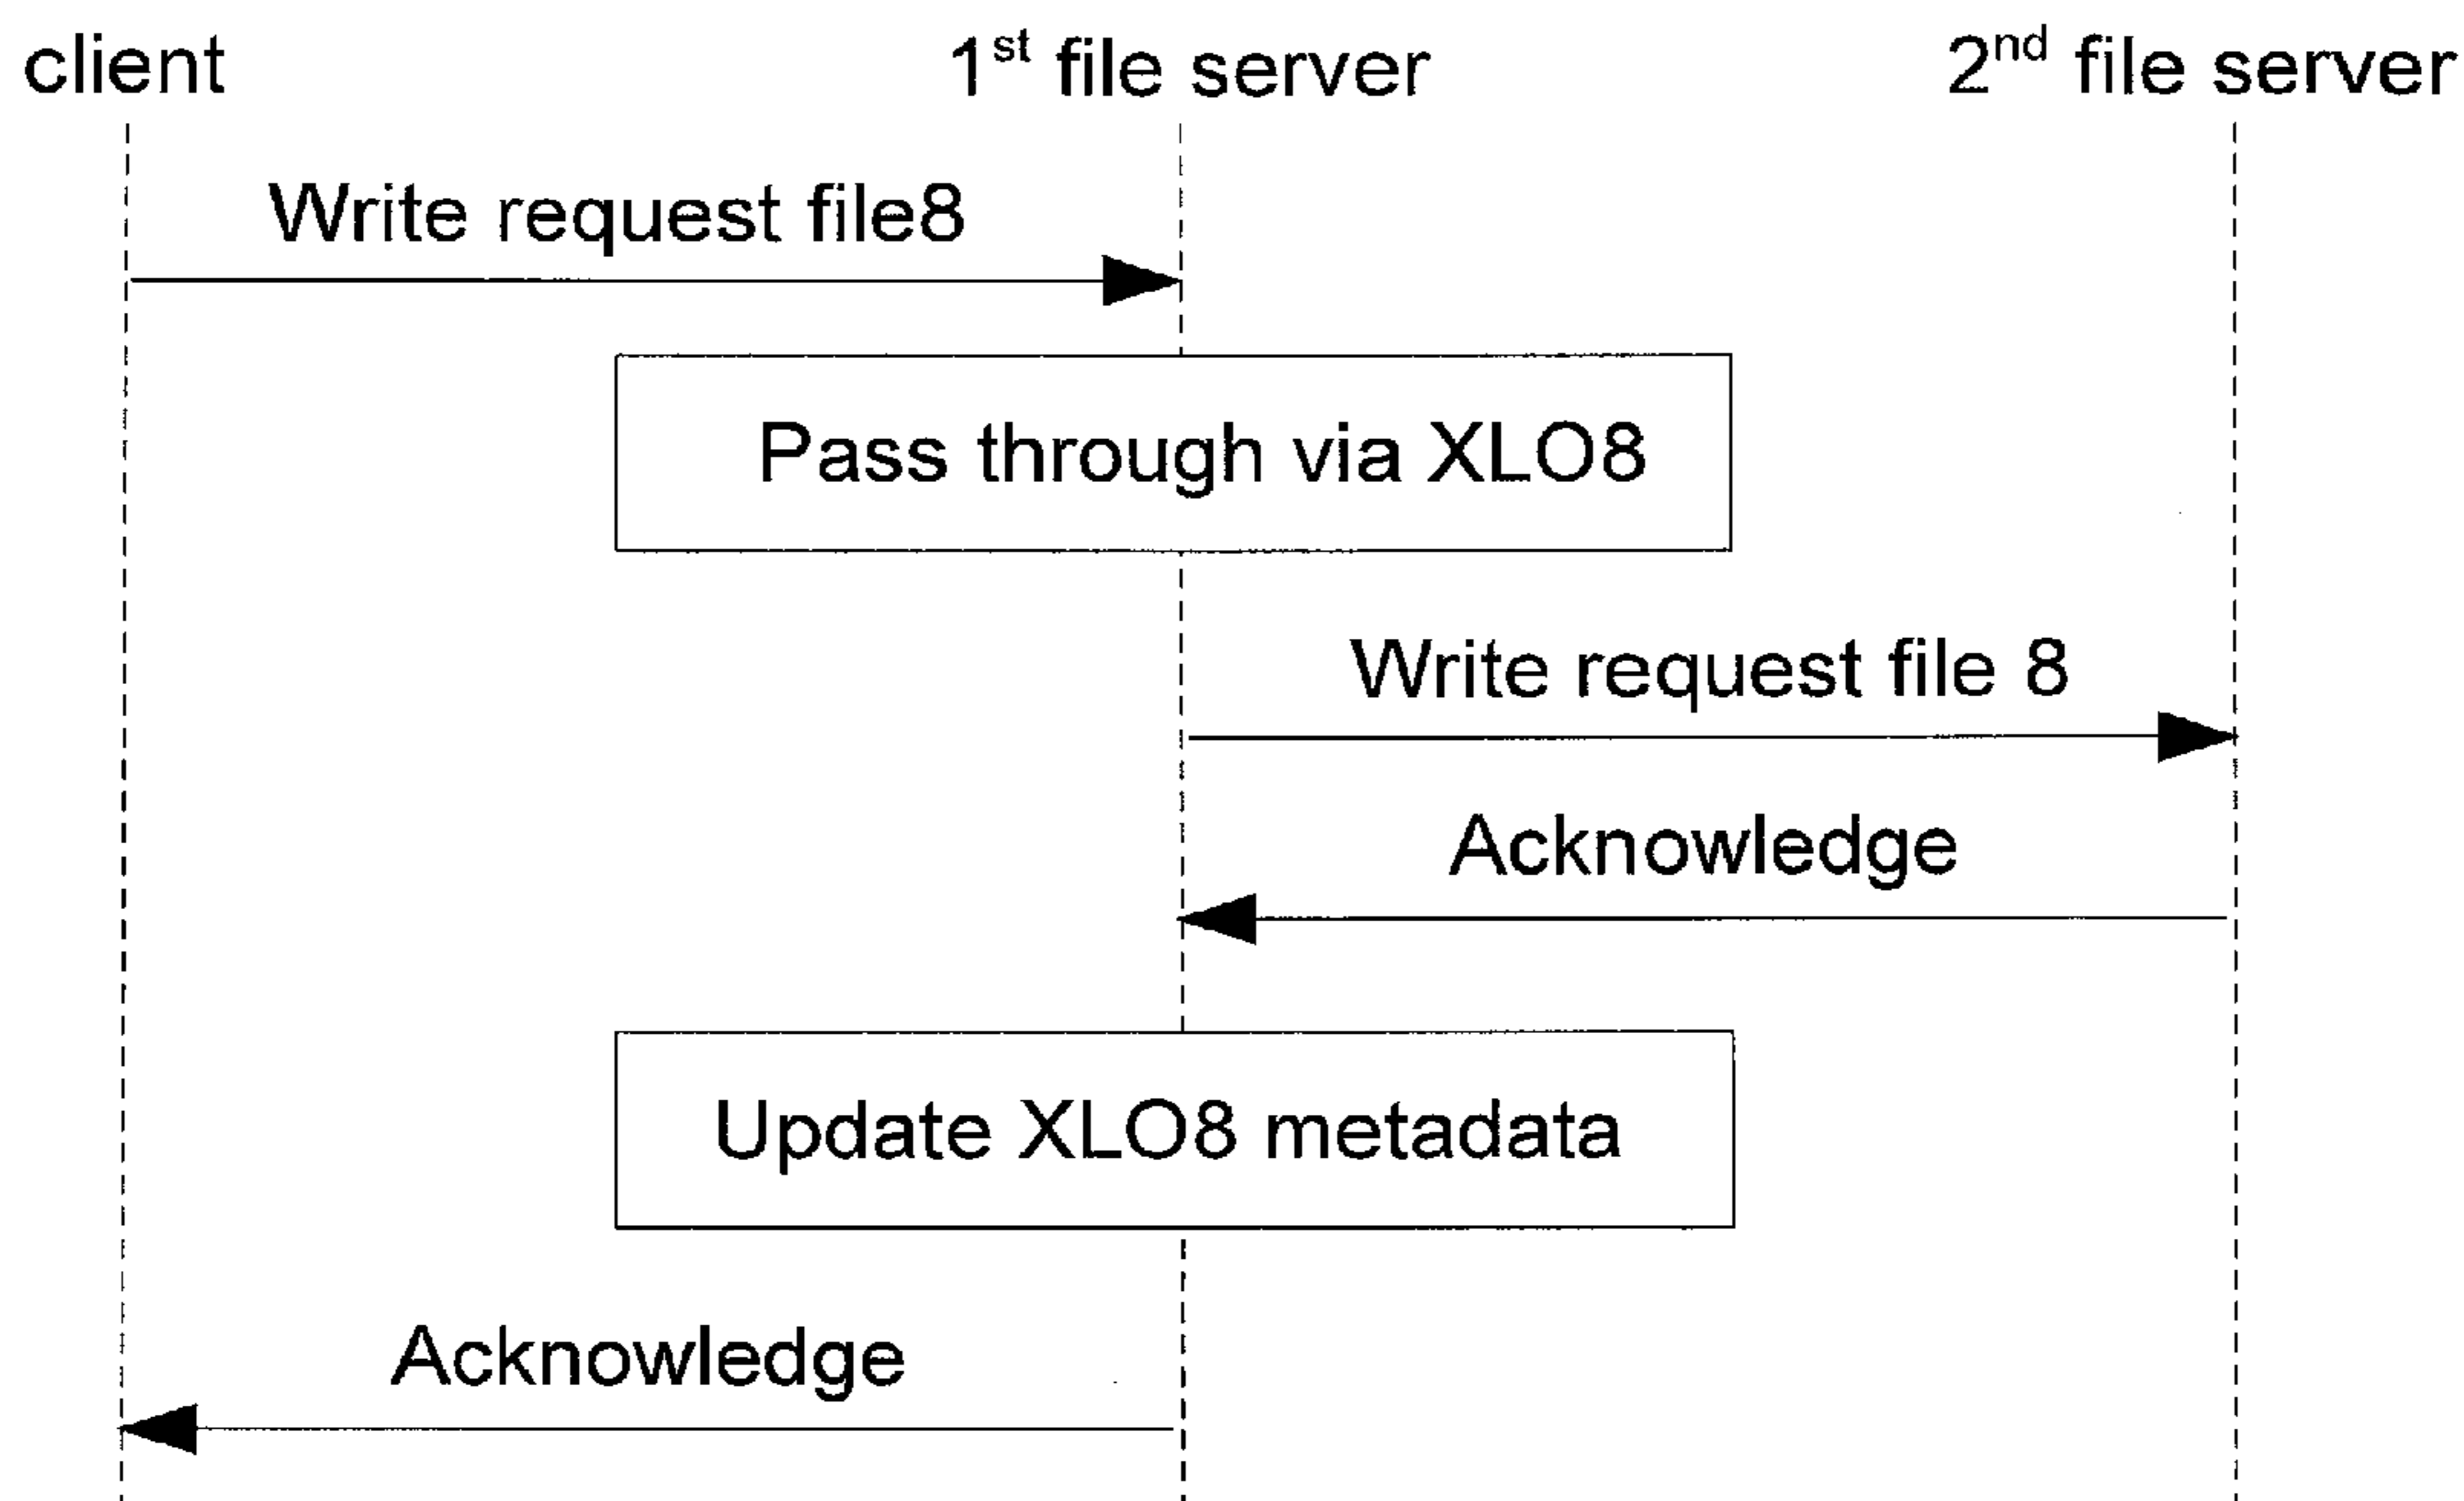 client 1st file server 2nd file server
Write request file8
Pass through via XLO8
Write request file 8
Acknowledge
Update XLO8 metadata
Acknowledge